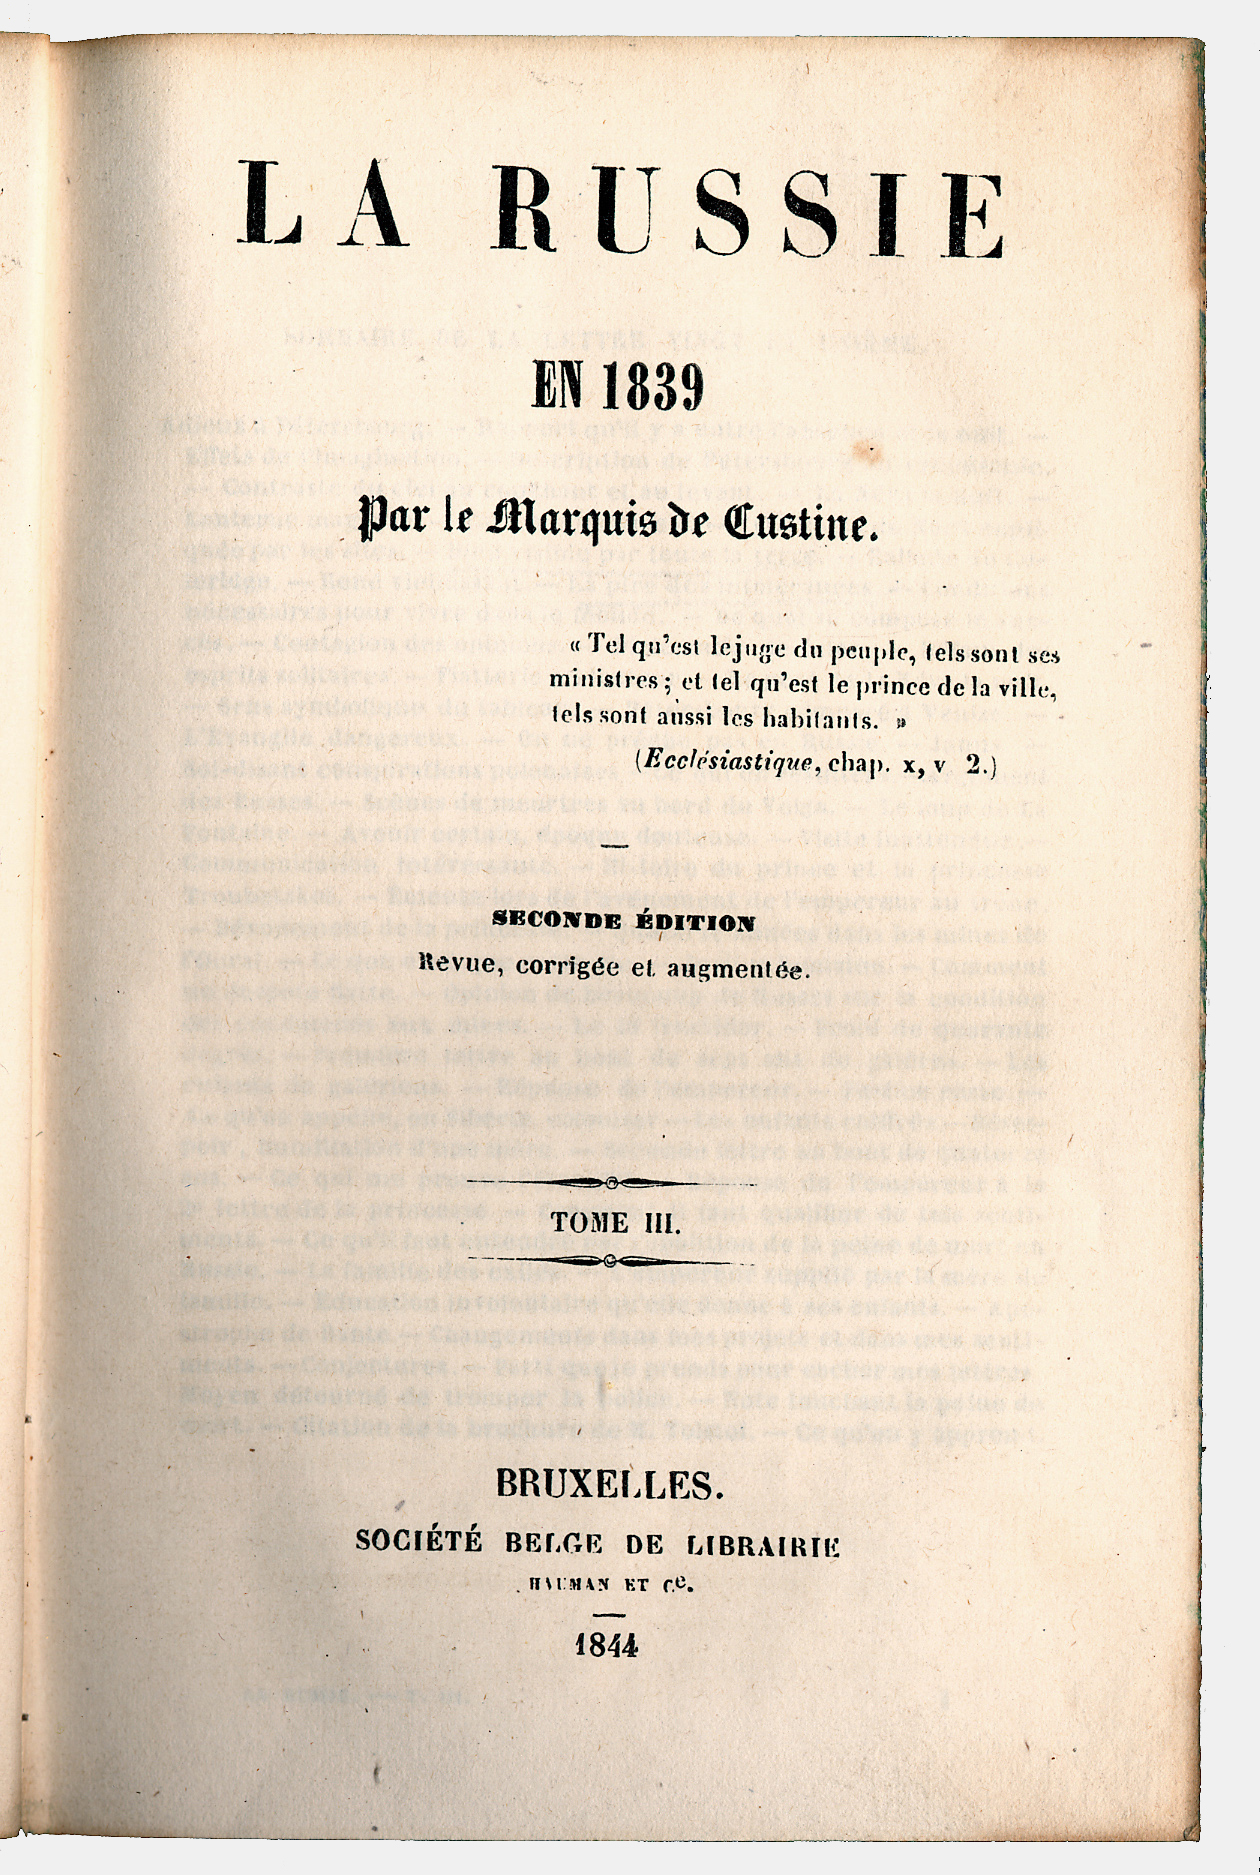 LA RUSSIE
EN 1839
Par le Marquis de Custine.
« Tel qu'est le juge du peuple, tels sont ses
ministres ; et tel qu'est le prince de la ville,
tels sont aussi les habitants. »
(Ecclésiastique, chap. x, v 2.)
SECONDE ÉDITION
Revue, corrigée et augmentée.
TOME III.
BRUXELLES.
SOCIÉTÉ BELGE DE LIBRAIRIE
HAUMAN ET Ce.
1844